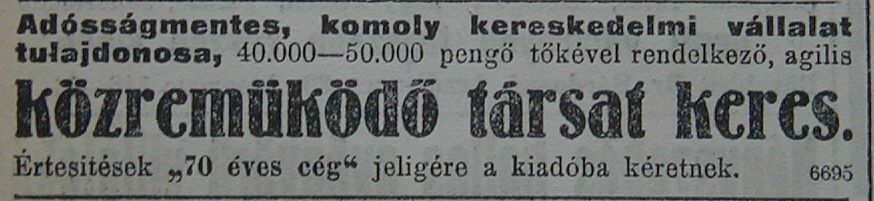 Adósságmentes, komoly kereskedelmi vállalat
tulajdonosa, 40.000—50.000 pengő tőkével rendelkező, agilis
közremüködő társat keres.
Értesitések „70 éves cég“ jeligére a kiadóba kéretnek. 6695